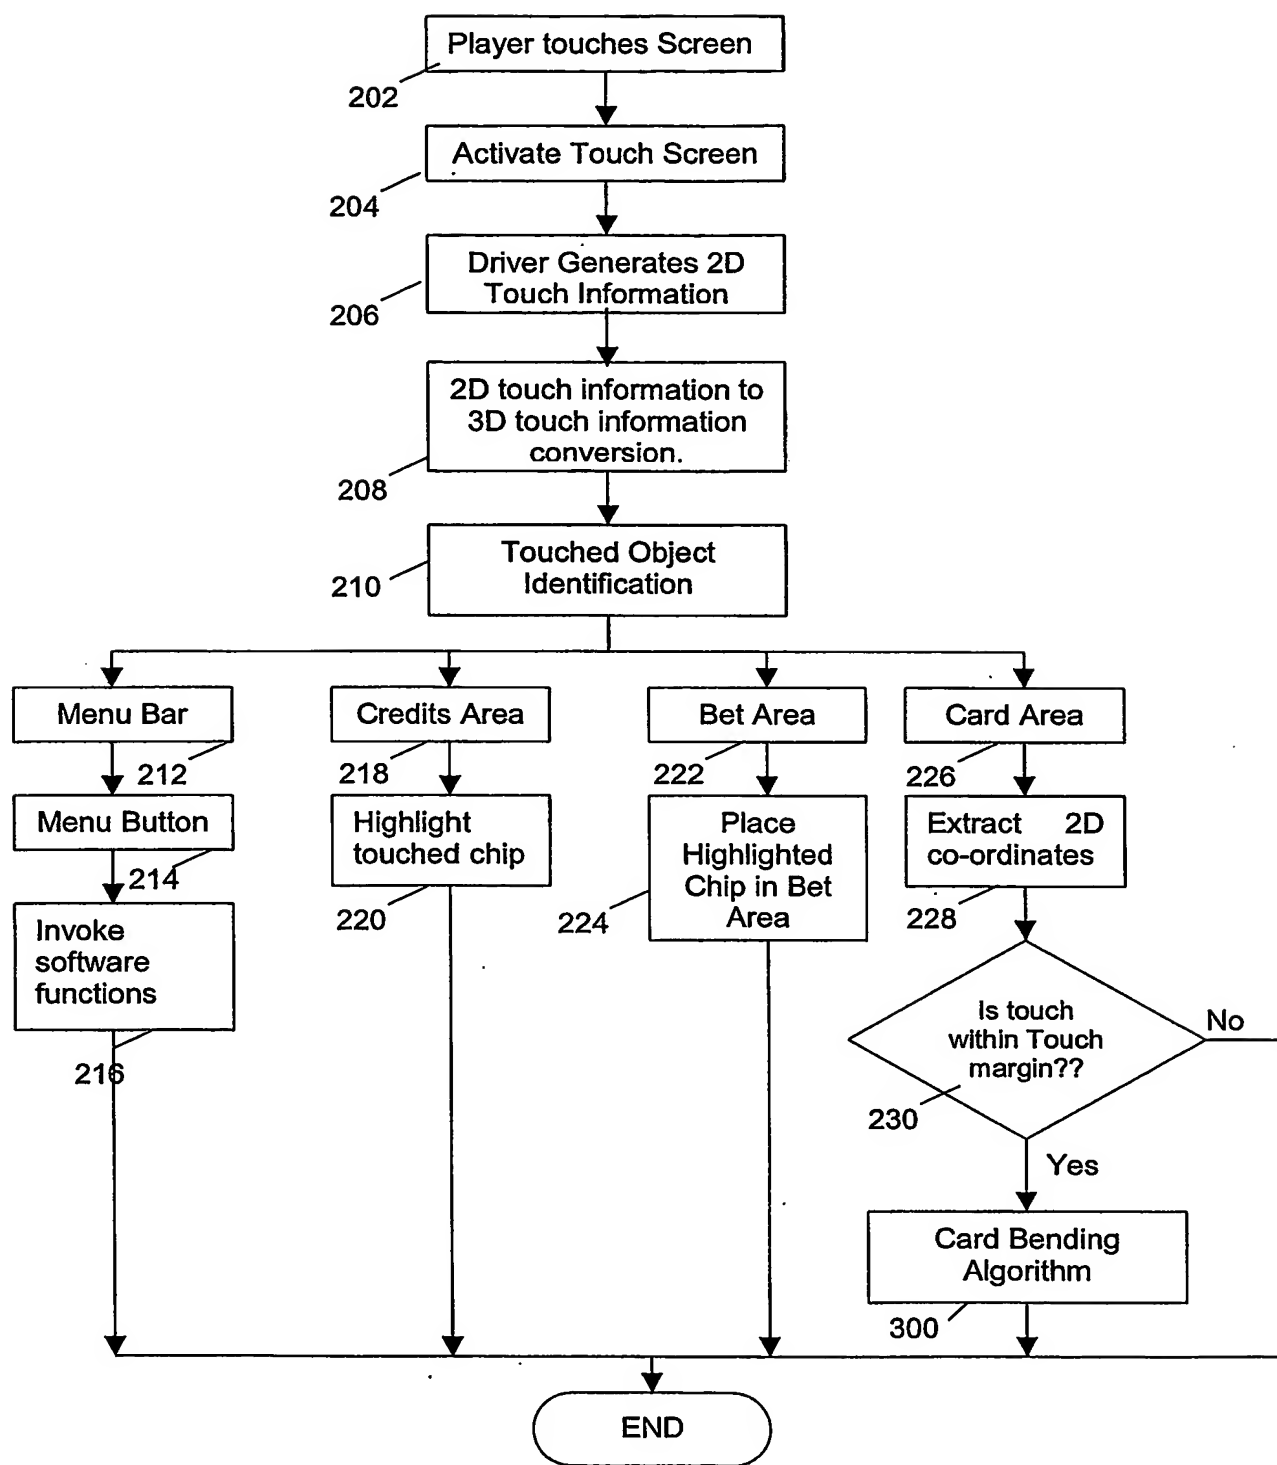 Player touches Screen
202
Activate Touch Screen
204
Driver Generates 2D
Touch Information
206
2D touch information to
3D touch information
conversion.
208
Touched Object
Identification
210
Menu Bar
212
Menu Button
214
Invoke
software
functions
216
Credits Area
218
Highlight
touched chip
220
Bet Area
222
Place
Highlighted
Chip in Bet
Area
224
Card Area
226
Extract 2D
co-ordinates
228
Is touch
within Touch
margin??
230
No
Yes
Card Bending
Algorithm
300
END